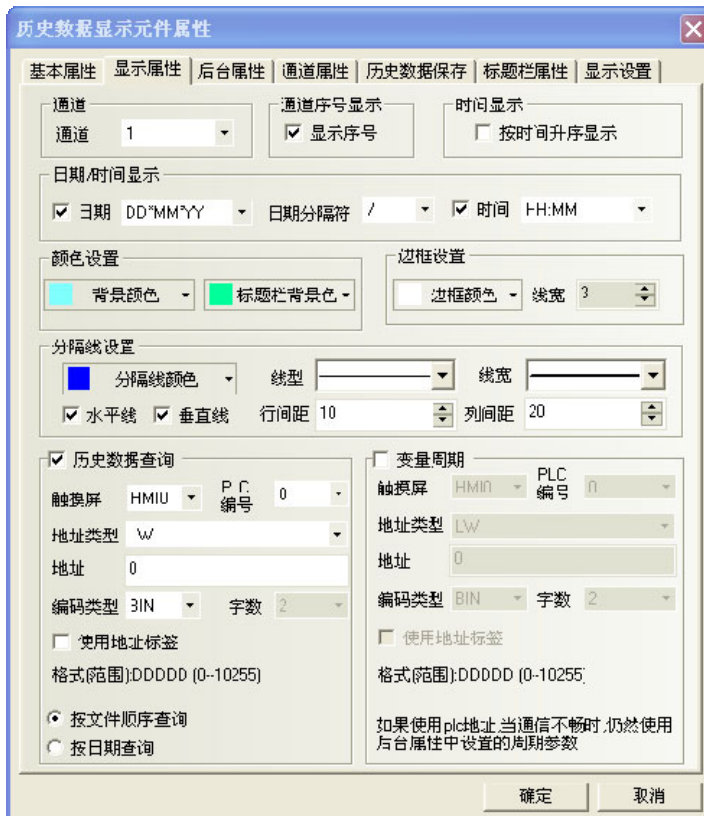 历史数据显示元件属性
基本属性 显示属性 后台属性 通道属性 历史数据保存 标题栏属性 显示设置
通道 通道序号显示 时间显示
通道 1 显示序号 按时间升序显示
日期/时间显示
日期 DD*MM*YY 日期分隔符 / 时间 HH:MM
颜色设置 边框设置
背景颜色 标题栏背景色 边框颜色 线宽 3
分隔线设置
分隔线颜色 线型 线宽
水平线 垂直线 行间距 10 列间距 20
历史数据查询
触摸屏 HMI0 编号 0
地址类型
地址 0
编码类型 BIN 字数 2
使用地址标签
格式(范围):DDDDD (0--10255)
按文件顺序查询
按日期查询
变量周期
触摸屏 HMI0 PLC 编号 0
地址类型 LW
地址 0
编码类型 BIN 字数 2
使用地址标签
格式(范围):DDDDD (0--10255)
如果使用plc地址,当通信不畅时,仍然使用
后台属性中设置的周期参数
确定 取消